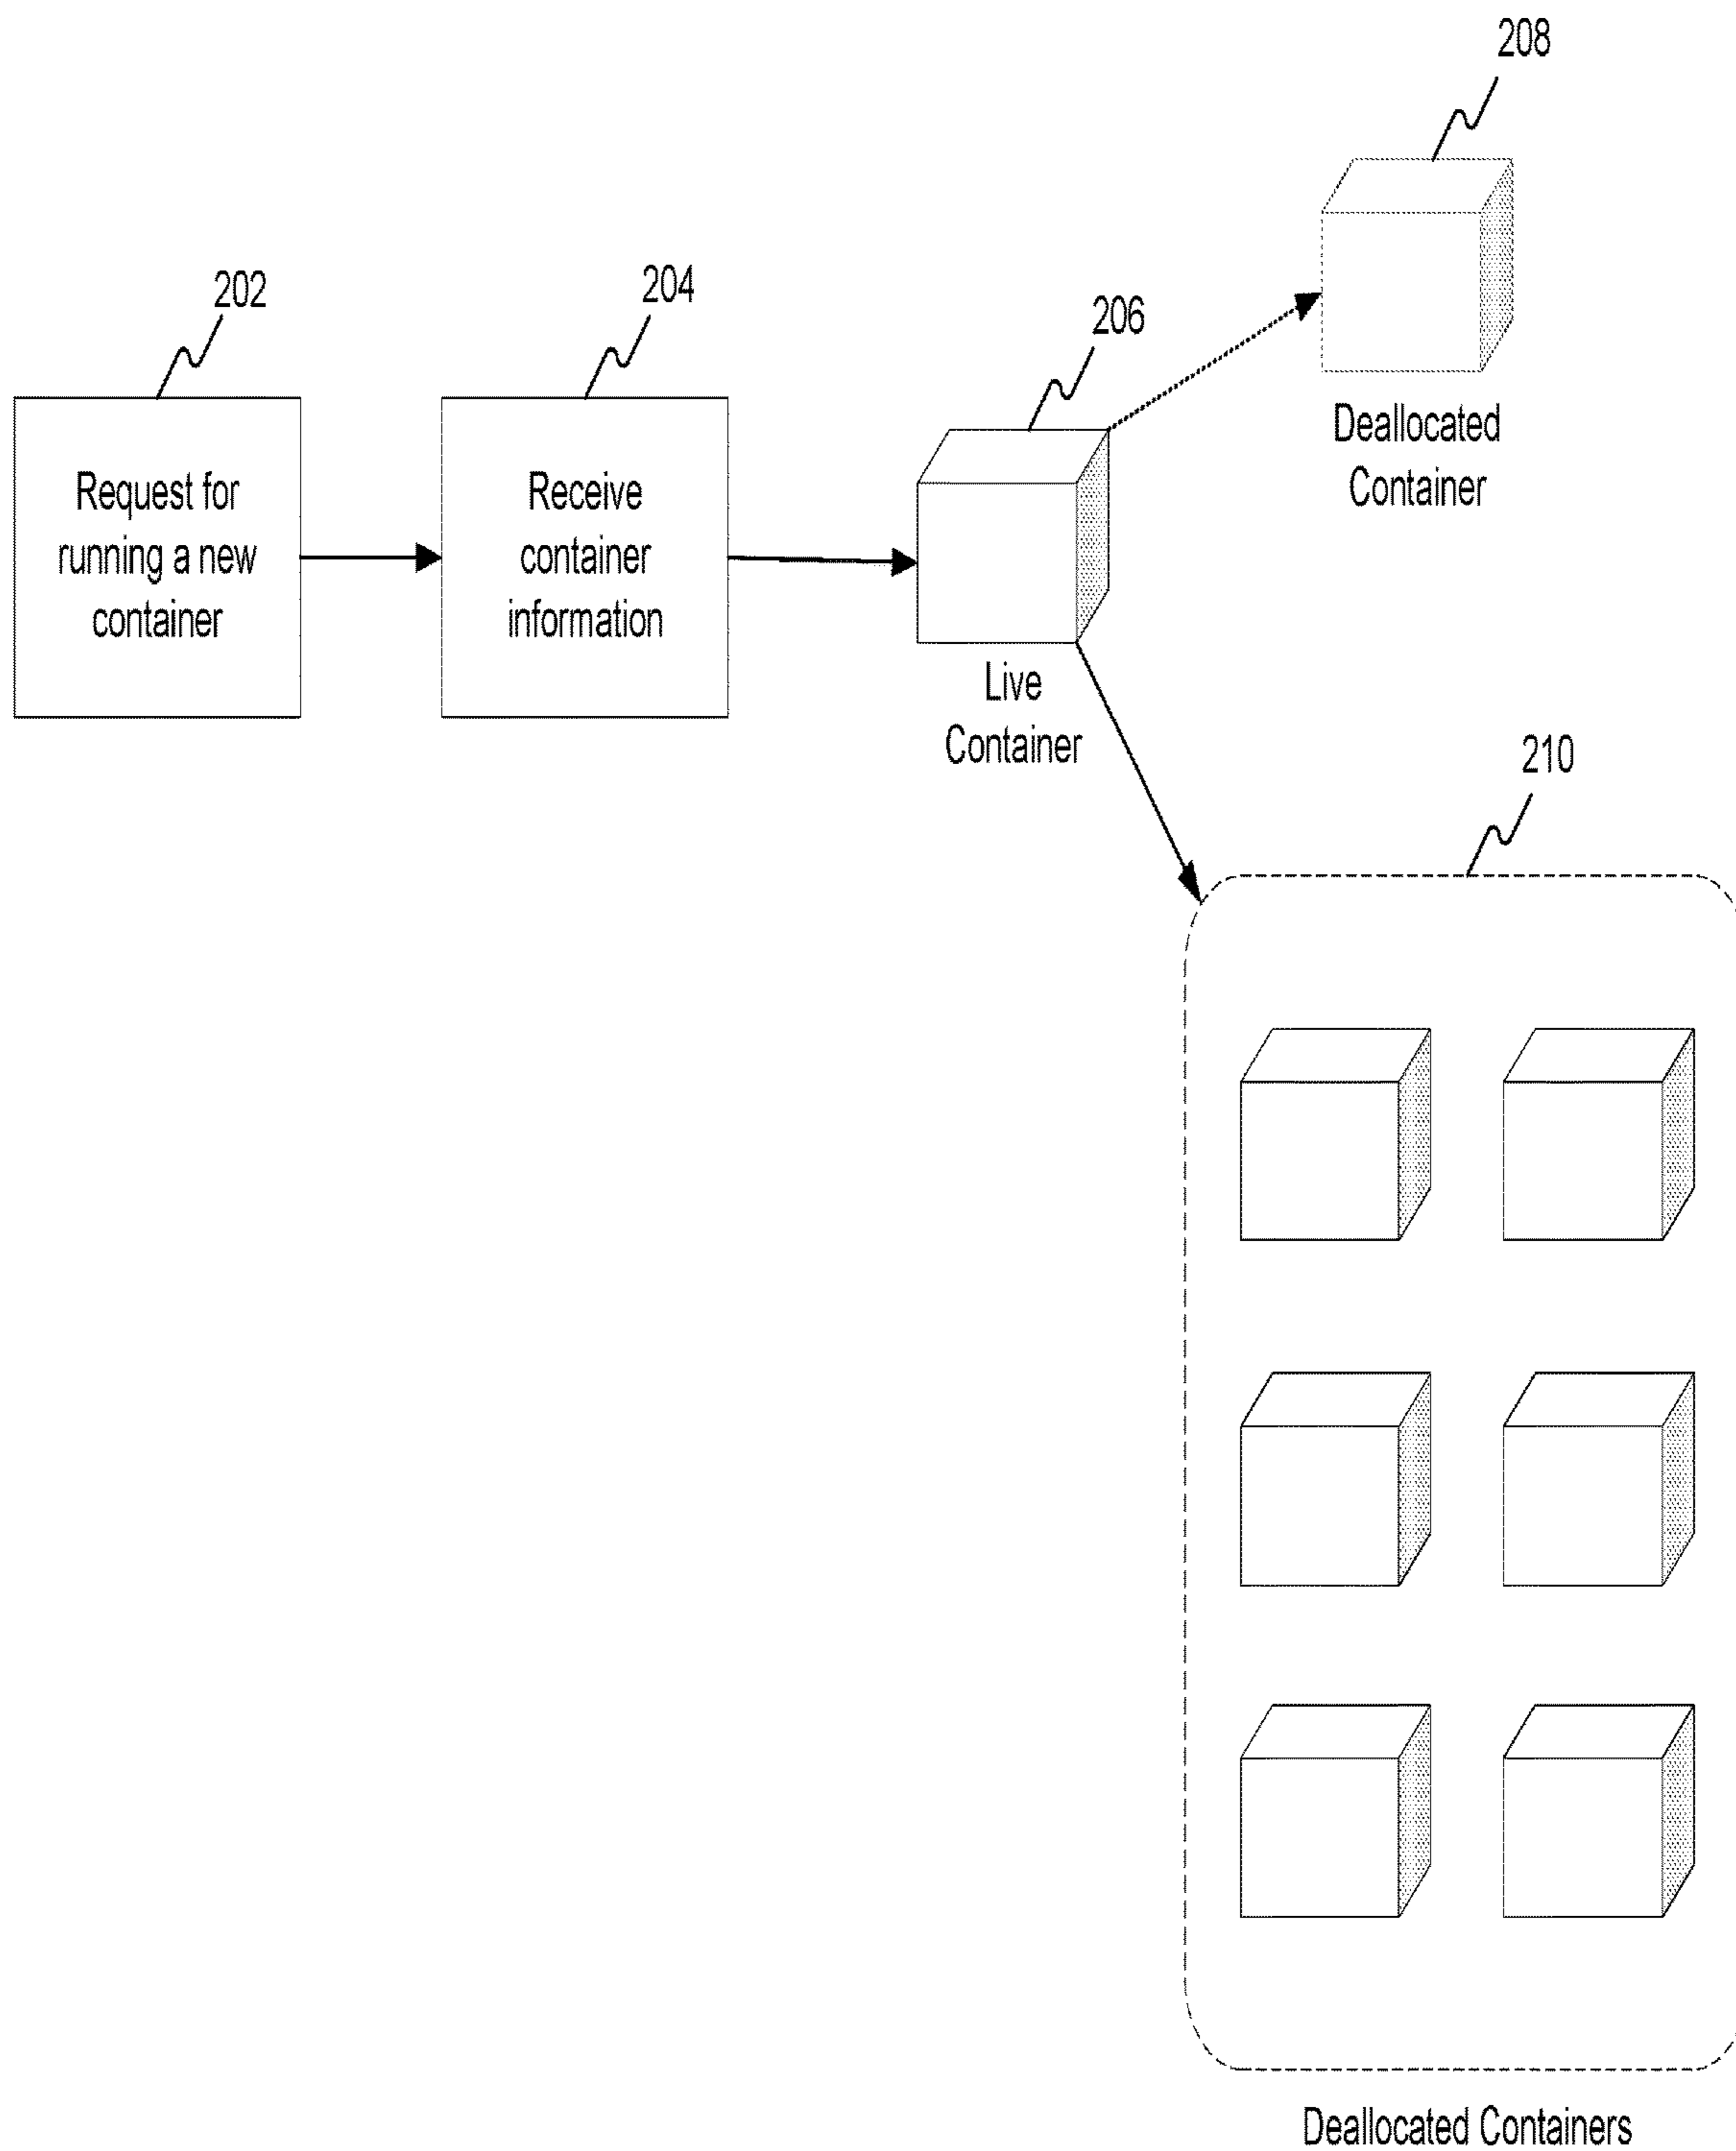 208
202
204
206
Request for
running a new
container
Receive
container
information
Deallocated
Container
Live
Container
210
Deallocated Containers